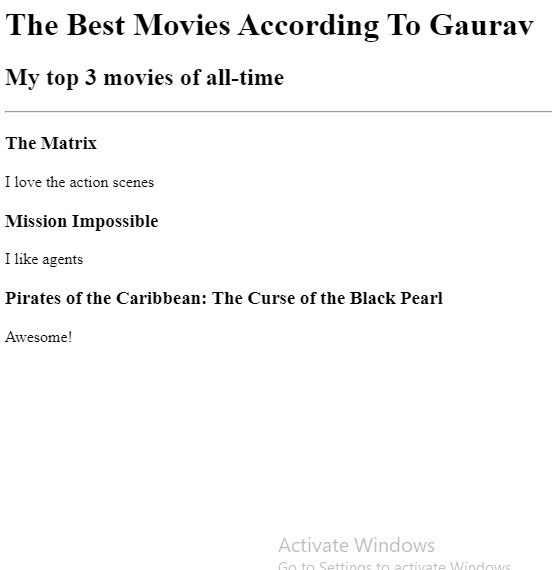 The Best Movies According To Gaurav
My top 3 movies of all-time
The Matrix
I love the action scenes
Mission Impossible
I like agents
Pirates of the Caribbean: The Curse of the Black Pearl
Awesome!
Activate Windows
Go to Settings to activate Windows.